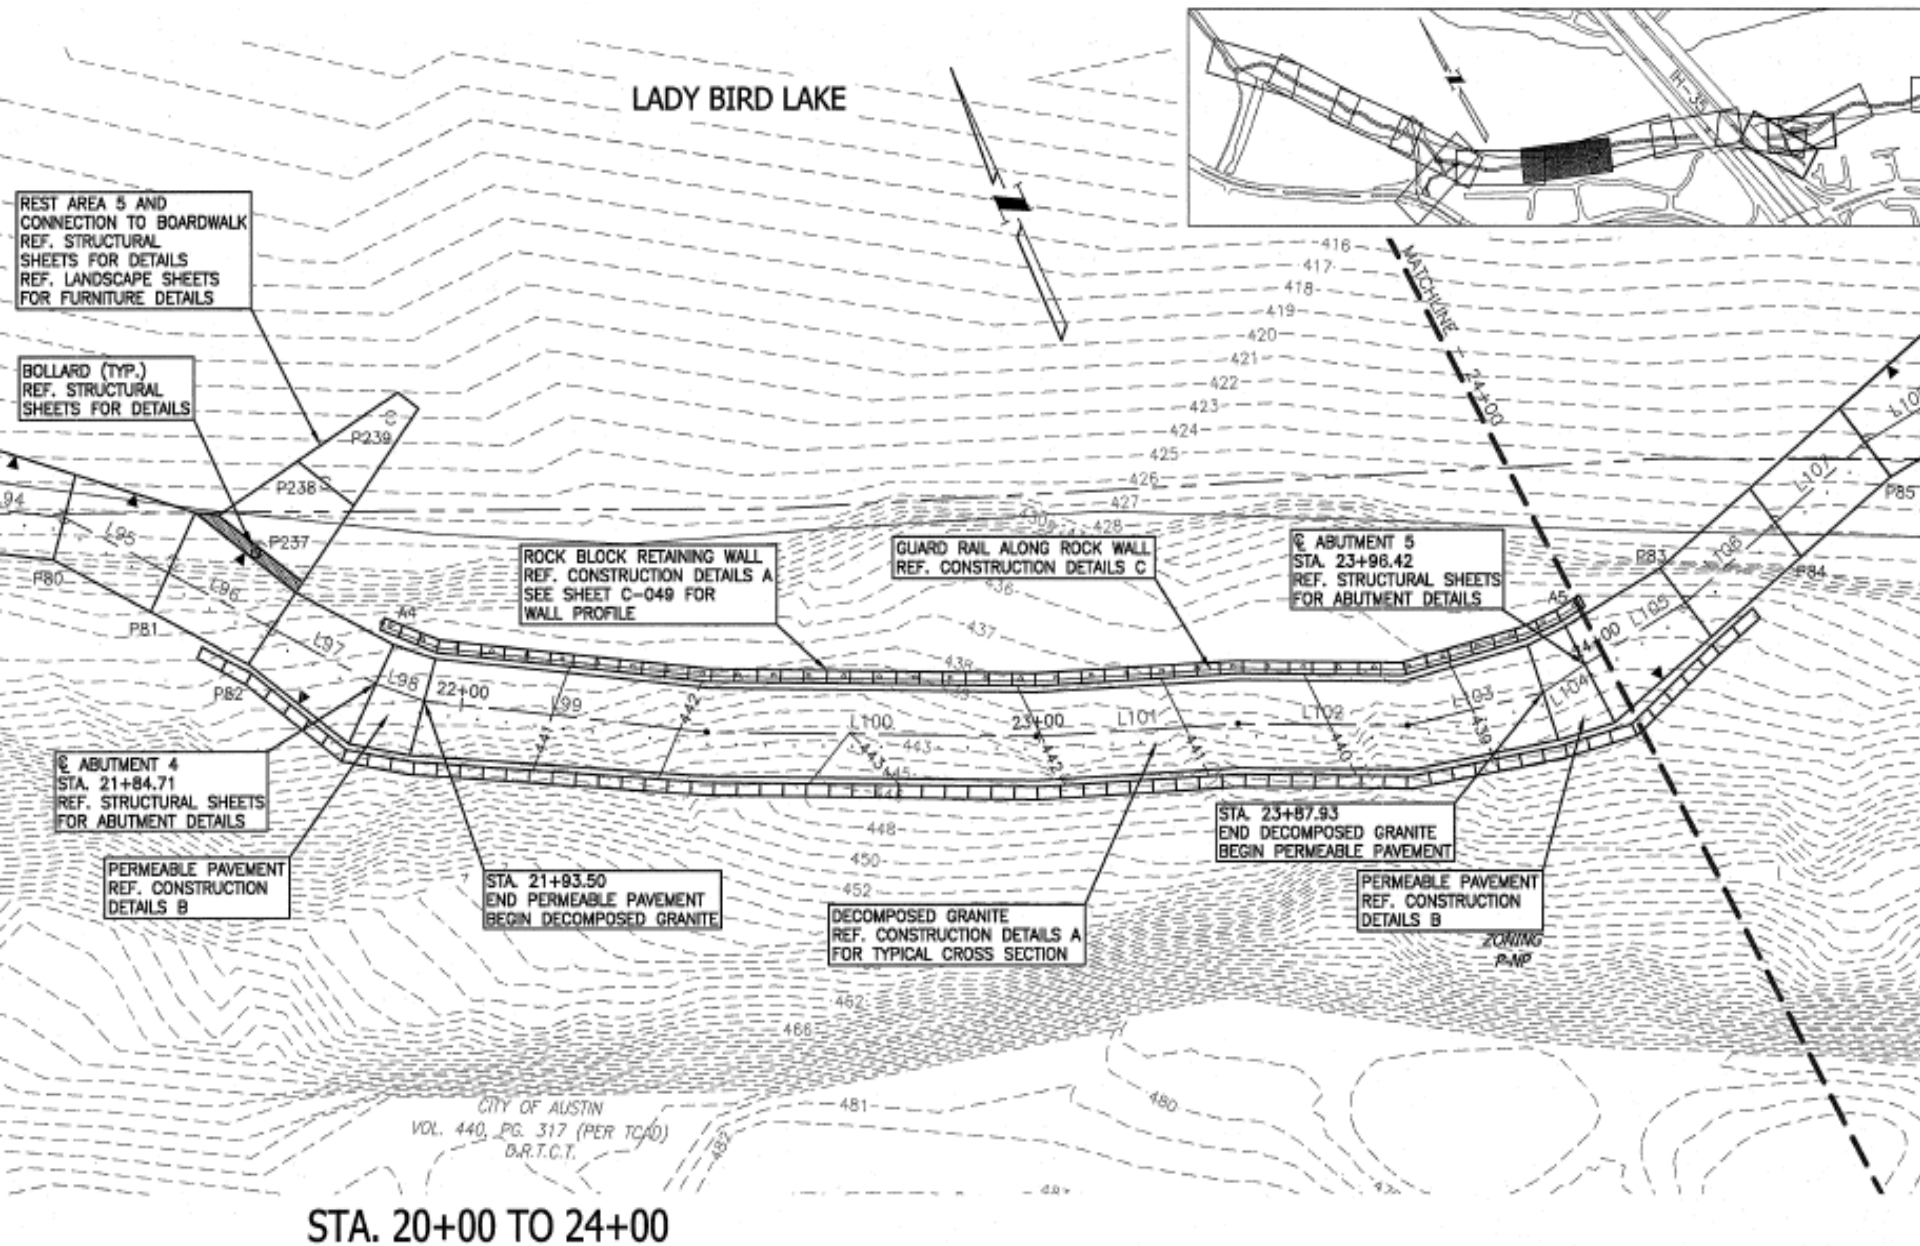 LADY BIRD LAKE
IH-35
REST AREA 5 AND
CONNECTION TO BOARDWALK
REF. STRUCTURAL
SHEETS FOR DETAILS
REF. LANDSCAPE SHEETS
FOR FURNITURE DETAILS
BOLLARD (TYP.)
REF. STRUCTURAL
SHEETS FOR DETAILS
MATCHLINE - 24+00
416
417
418
419
420
421
422
423
424
425
426
427
428
436
437
438
P239
P238
P237
L95
L96
L97
L98
22+00
L99
L100
23+00
L101
L102
L103
L104
24+00
L105
L106
L107
P80
P81
P82
P83
P84
P85
A4
A5
441
442
443
443
442
441
440
439
ROCK BLOCK RETAINING WALL
REF. CONSTRUCTION DETAILS A
SEE SHEET C-049 FOR
WALL PROFILE
GUARD RAIL ALONG ROCK WALL
REF. CONSTRUCTION DETAILS C
℄ ABUTMENT 5
STA. 23+96.42
REF. STRUCTURAL SHEETS
FOR ABUTMENT DETAILS
℄ ABUTMENT 4
STA. 21+84.71
REF. STRUCTURAL SHEETS
FOR ABUTMENT DETAILS
PERMEABLE PAVEMENT
REF. CONSTRUCTION
DETAILS B
STA. 21+93.50
END PERMEABLE PAVEMENT
BEGIN DECOMPOSED GRANITE
DECOMPOSED GRANITE
REF. CONSTRUCTION DETAILS A
FOR TYPICAL CROSS SECTION
STA. 23+87.93
END DECOMPOSED GRANITE
BEGIN PERMEABLE PAVEMENT
PERMEABLE PAVEMENT
REF. CONSTRUCTION
DETAILS B
ZONING
P-NP
448
450
452
462
466
481
480
482
CITY OF AUSTIN
VOL. 440, PG. 317 (PER TCAD)
D.R.T.C.T.
STA. 20+00 TO 24+00